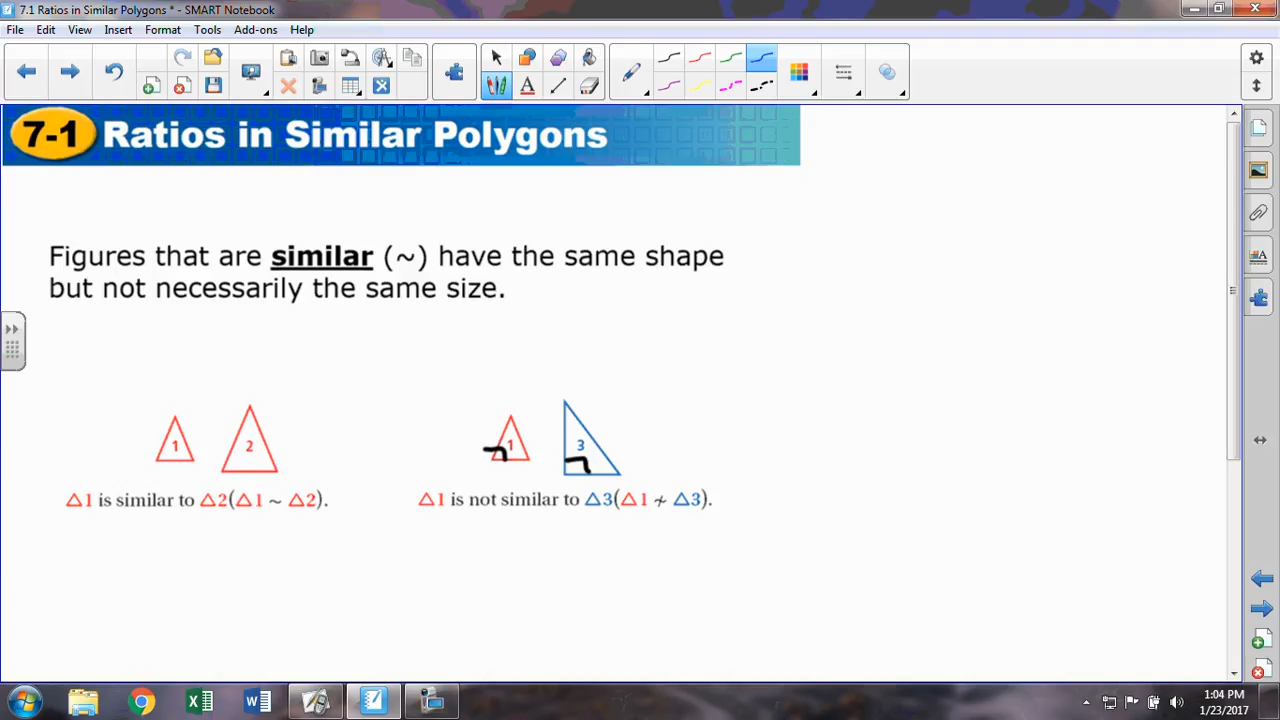 7.1 Ratios in Similar Polygons * - SMART Notebook
File Edit View Insert Format Tools Add-ons Help
7-1 Ratios in Similar Polygons
Figures that are similar (~) have the same shape
but not necessarily the same size.
1 2 1 3
△1 is similar to △2(△1 ~ △2). △1 is not similar to △3(△1 ≁ △3).
1:04 PM
1/23/2017